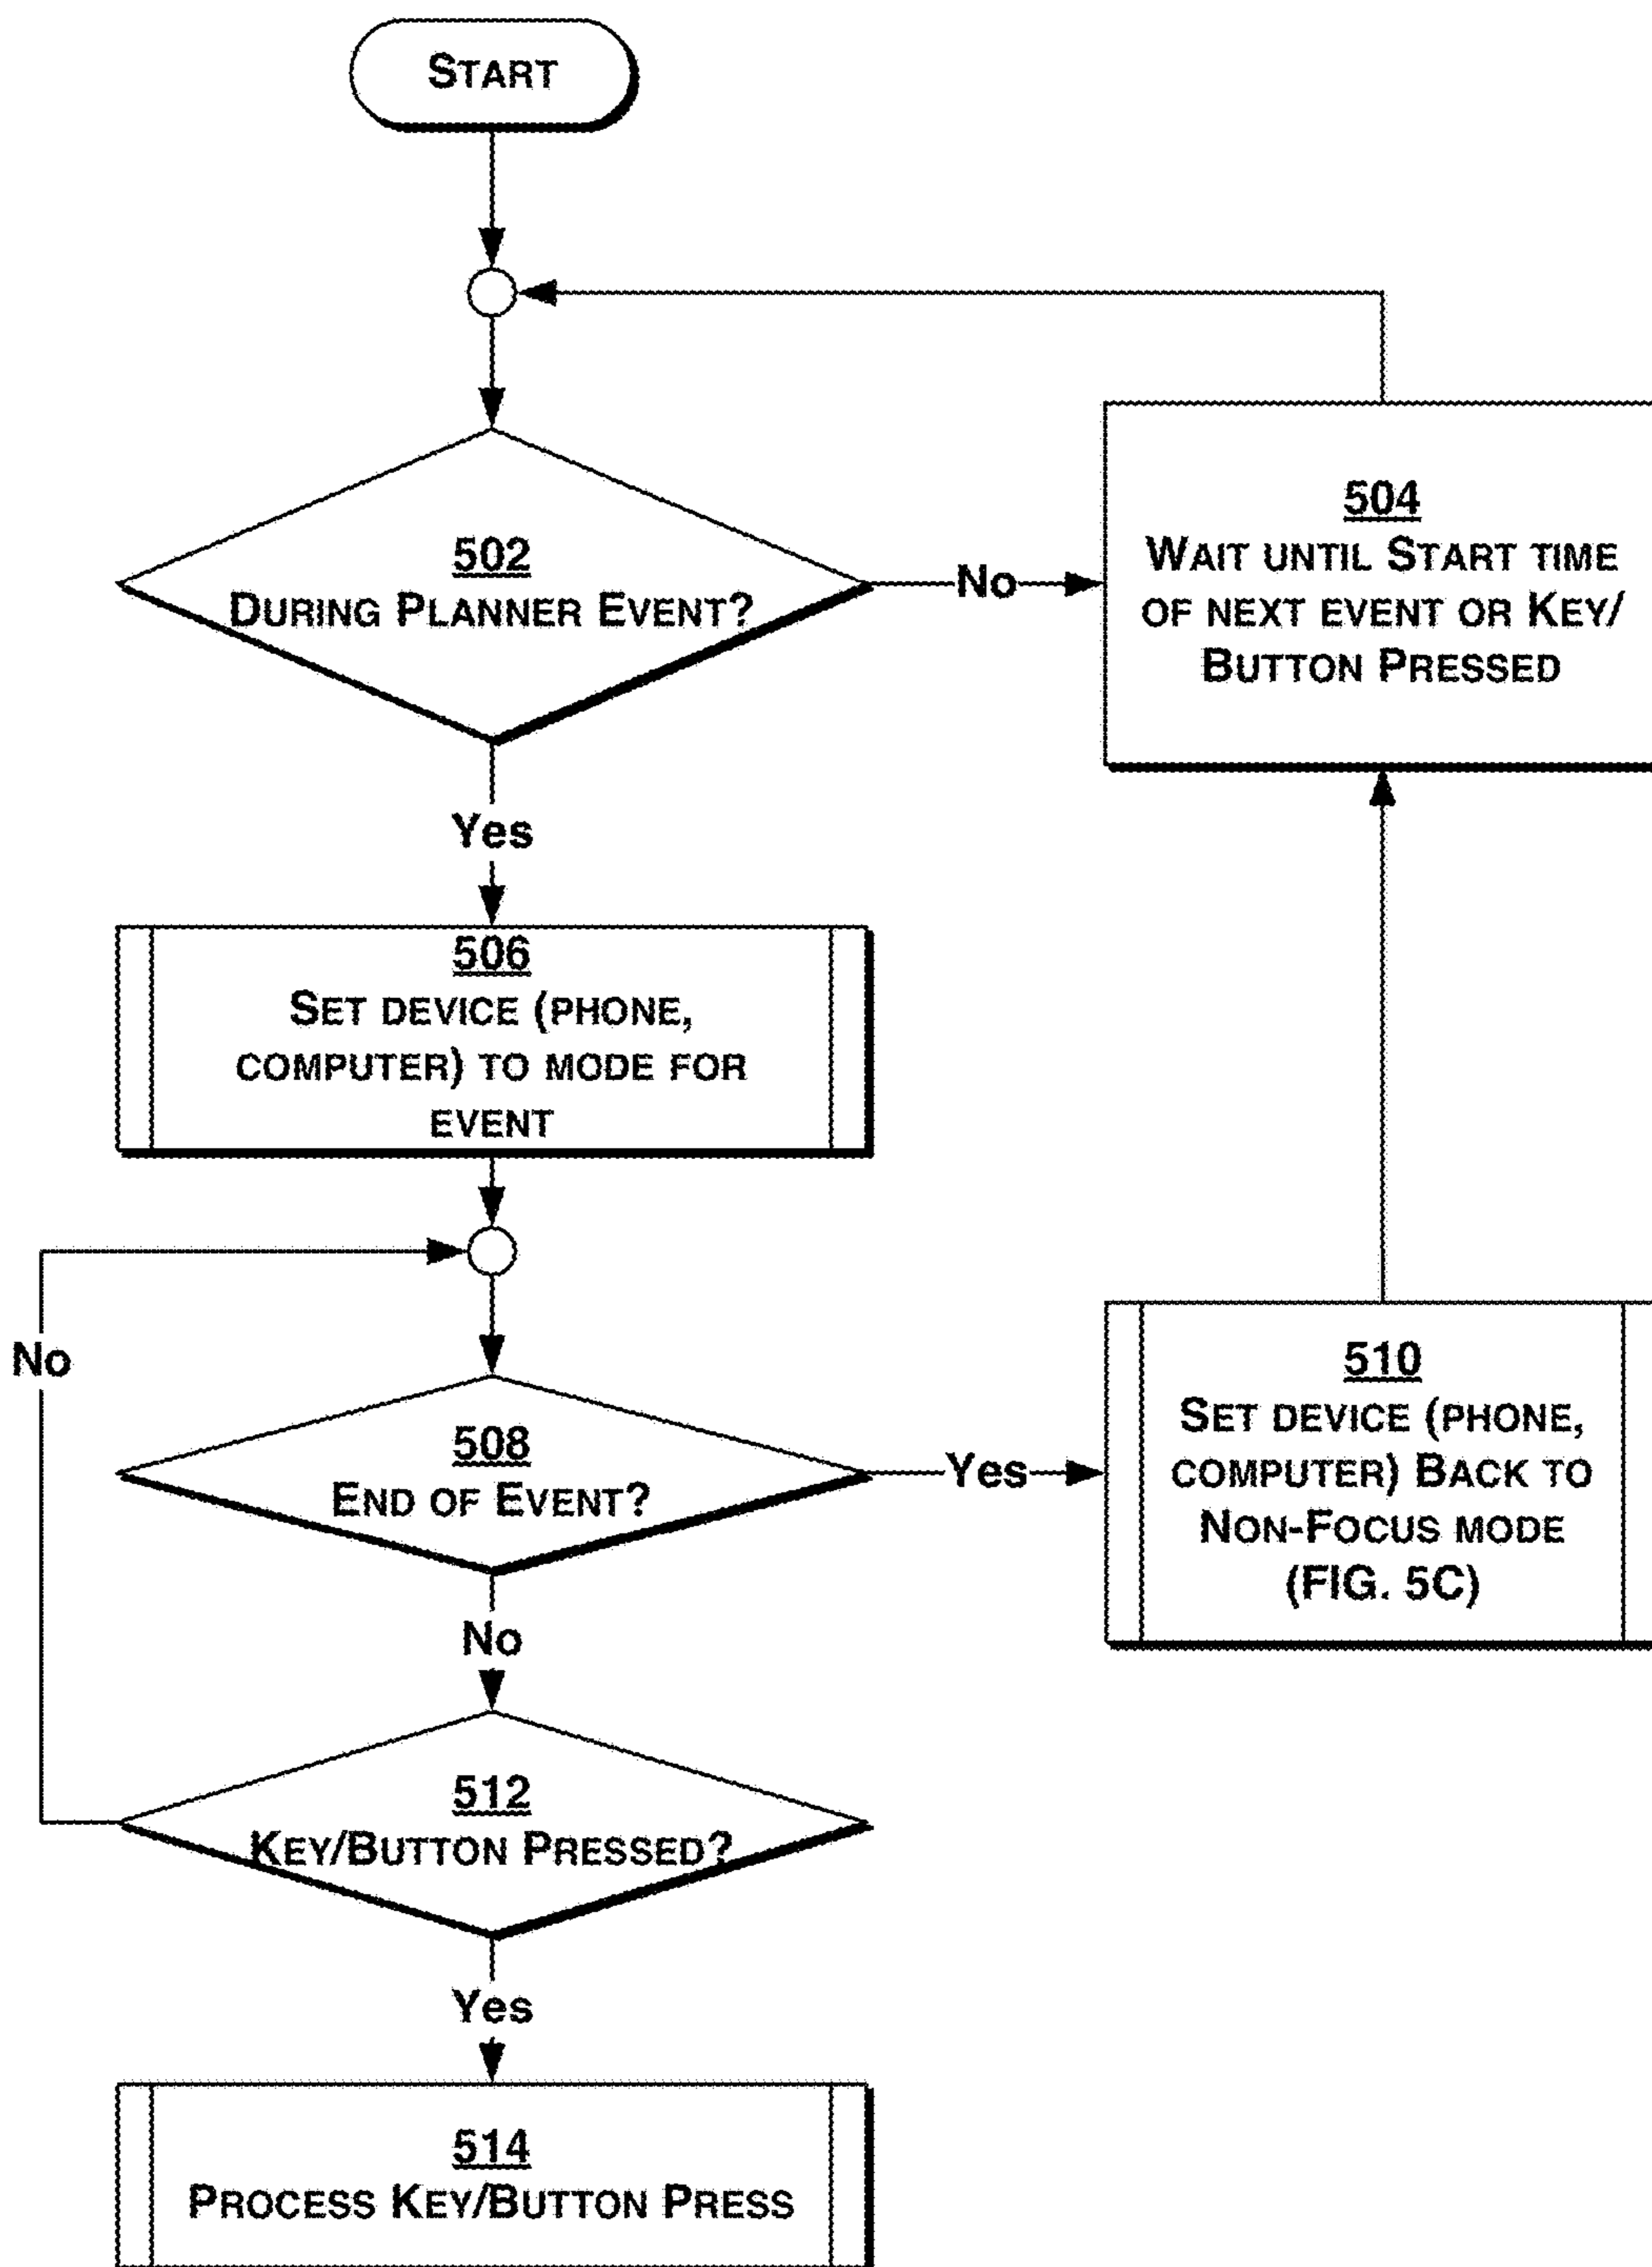 START
502
DURING PLANNER EVENT?
No
504
WAIT UNTIL START TIME
OF NEXT EVENT OR KEY/
BUTTON PRESSED
Yes
506
SET DEVICE (PHONE,
COMPUTER) TO MODE FOR
EVENT
No
508
END OF EVENT?
Yes
510
SET DEVICE (PHONE,
COMPUTER) BACK TO
NON-FOCUS MODE
(FIG. 5C)
No
512
KEY/BUTTON PRESSED?
Yes
514
PROCESS KEY/BUTTON PRESS